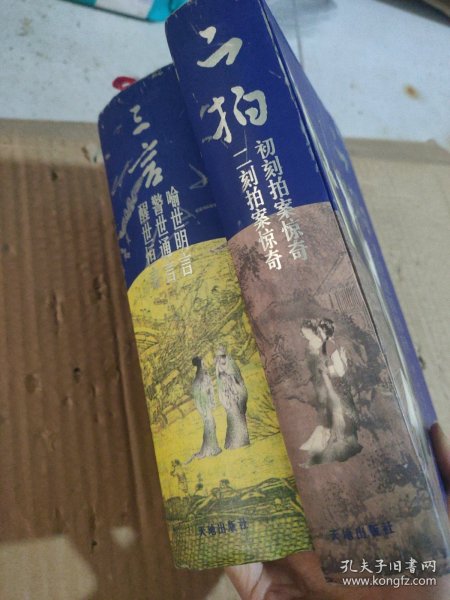 三言
喻世明言
警世通言
醒世恒言
天地出版社
二拍
初刻拍案惊奇
二刻拍案惊奇
天地出版社
孔夫子旧书网
www.kongfz.com